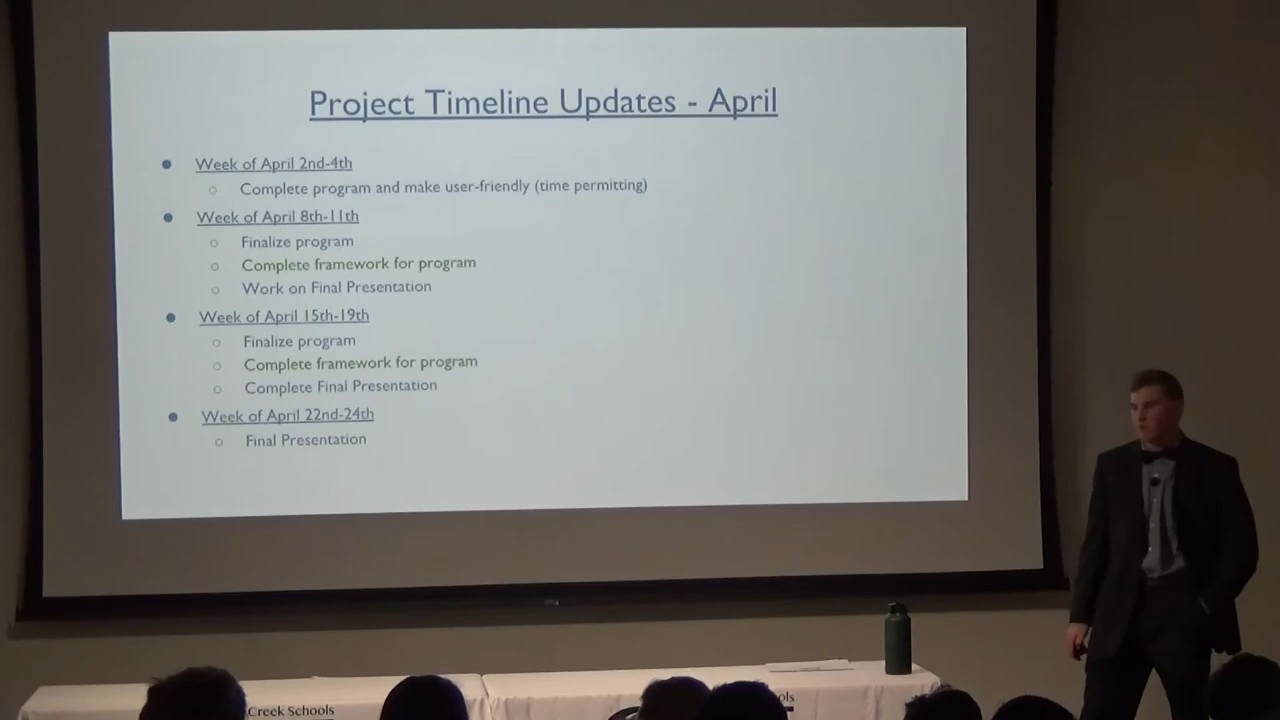 Project Timeline Updates - April
Week of April 2nd-4th
Complete program and make user-friendly (time permitting)
Week of April 8th-11th
Finalize program
Complete framework for program
Work on Final Presentation
Week of April 15th-19th
Finalize program
Complete framework for program
Complete Final Presentation
Week of April 22nd-24th
Final Presentation
Creek Schools